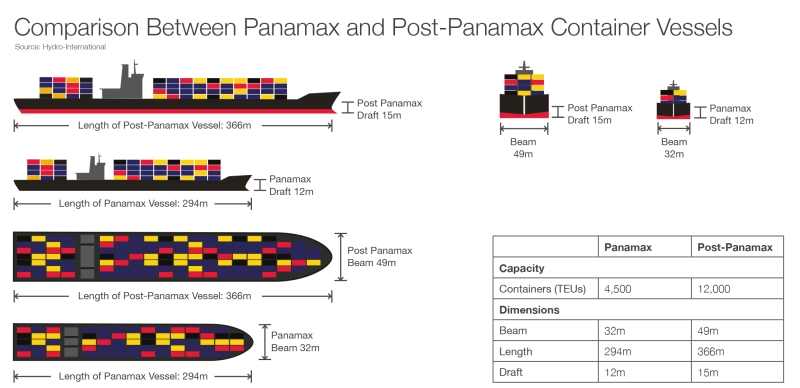 Comparison Between Panamax and Post-Panamax Container Vessels
Source: Hydro-International
Post Panamax
Draft 15m
Length of Post-Panamax Vessel: 366m
Post Panamax
Draft 15m
Beam
49m
Panamax
Draft 12m
Beam
32m
Panamax
Draft 12m
Length of Panamax Vessel: 294m
Post Panamax
Beam 49m
Length of Post-Panamax Vessel: 366m
Panamax
Beam 32m
Length of Panamax Vessel: 294m
Panamax Post-Panamax
Capacity
Containers (TEUs) 4,500 12,000
Dimensions
Beam 32m 49m
Length 294m 366m
Draft 12m 15m